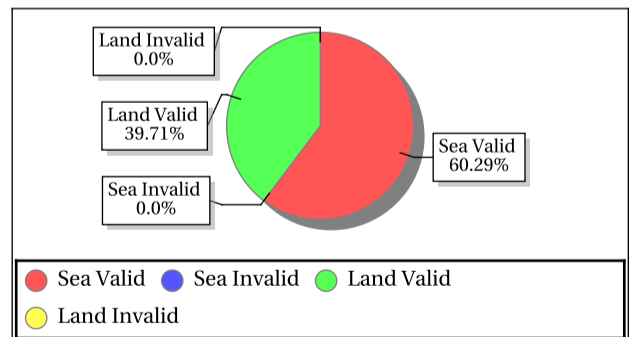 Land Invalid
0.0%
Land Valid
39.71%
Sea Valid
60.29%
Sea Invalid
0.0%
Sea Valid Sea Invalid Land Valid
Land Invalid